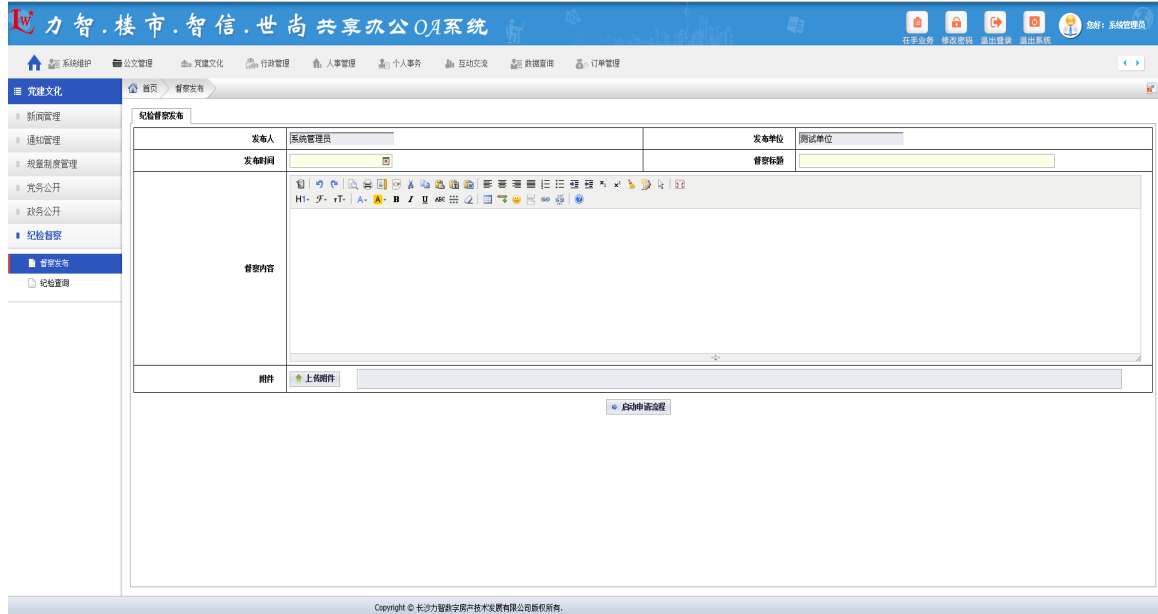 LW 力智.楼市.智信.世尚共享办公OA系统
在手业务 修改密码 退出登录 退出系统 您好：系统管理员
系统维护 公文管理 党建文化 行政管理 人事管理 个人事务 互动交流 数据查询 订单管理
党建文化 首页 督察发布
新闻管理
通知管理
规章制度管理
党务公开
政务公开
纪检督察
督察发布
纪检查询
纪检督察发布
发布人 系统管理员 发布单位 测试单位
发布时间 督察标题
H1 F TT A A B I U ABC
督察内容
附件 上传附件
启动申请流程
Copyright © 长沙力智数字房产技术发展有限公司版权所有.